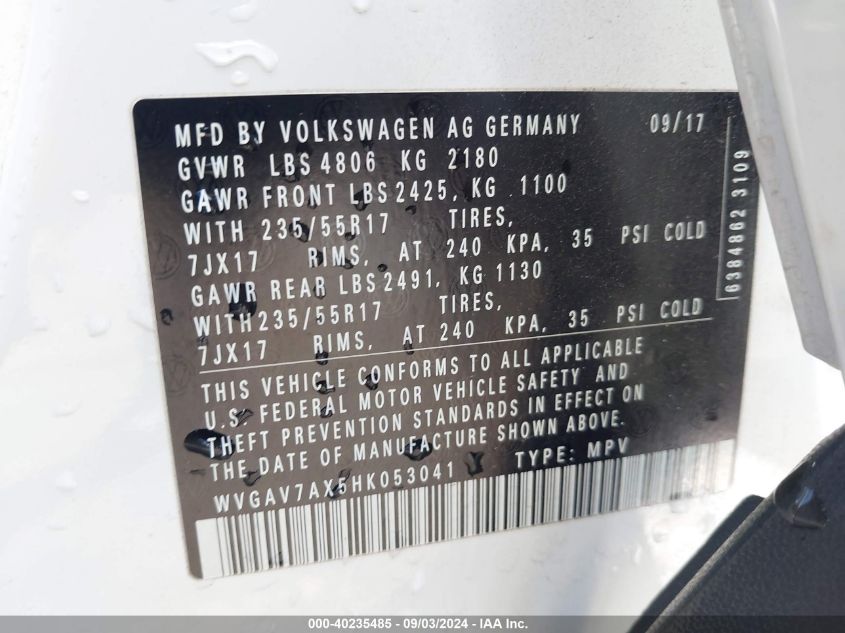 MFD BY VOLKSWAGEN AG GERMANY 09/17
GVWR LBS 4806 KG 2180
GAWR FRONT LBS 2425, KG 1100
WITH 235/55R17 TIRES,
7JX17 RIMS, AT 240 KPA, 35 PSI COLD
GAWR REAR LBS 2491, KG 1130
WITH 235/55R17 TIRES,
7JX17 RIMS, AT 240 KPA, 35 PSI COLD
THIS VEHICLE CONFORMS TO ALL APPLICABLE
U.S. FEDERAL MOTOR VEHICLE SAFETY AND
THEFT PREVENTION STANDARDS IN EFFECT ON
THE DATE OF MANUFACTURE SHOWN ABOVE.
WVGAV7AX5HK053041 TYPE: MPV
6384862 3109
000-40235485 - 09/03/2024 - IAA Inc.